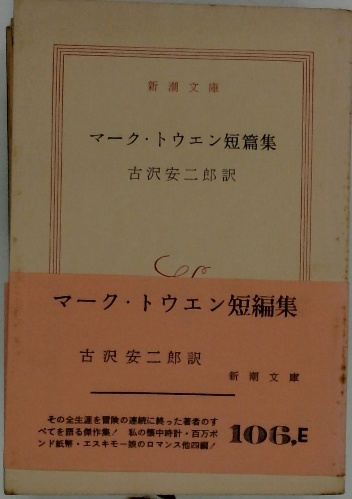 新潮文庫
マーク・トウエン短篇集
古沢安二郎訳
マーク・トウエン短編集
古沢安二郎訳
新潮文庫
その全生涯を冒険の連続に終った著者のす
べてを語る傑作集! 私の懐中時計・百万ポ
ンド紙幣・エスキモー娘のロマンス他四編!
106.E